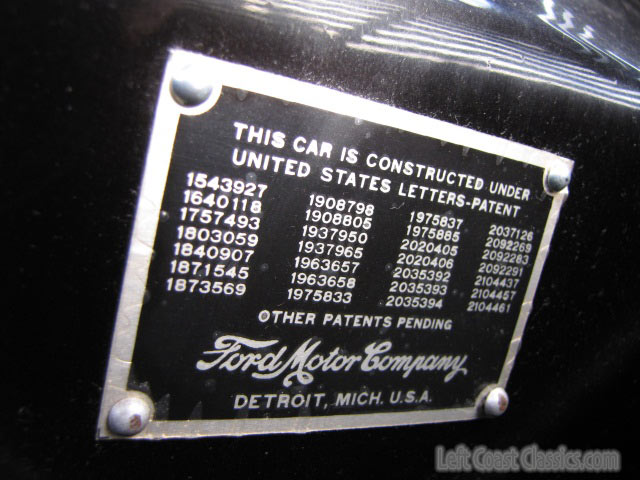 THIS CAR IS CONSTRUCTED UNDER
UNITED STATES LETTERS-PATENT
1543927 1908798 1975837 2037126
1640118 1908805 1975885 2092269
1757493 1937950 2020405 2092283
1803059 1937965 2020406 2092291
1840907 1963657 2035392 2104437
1871545 1963658 2035393 2104457
1873569 1975833 2035394 2104461
OTHER PATENTS PENDING
Ford Motor Company
DETROIT, MICH. U.S.A.
Left Coast Classics.com